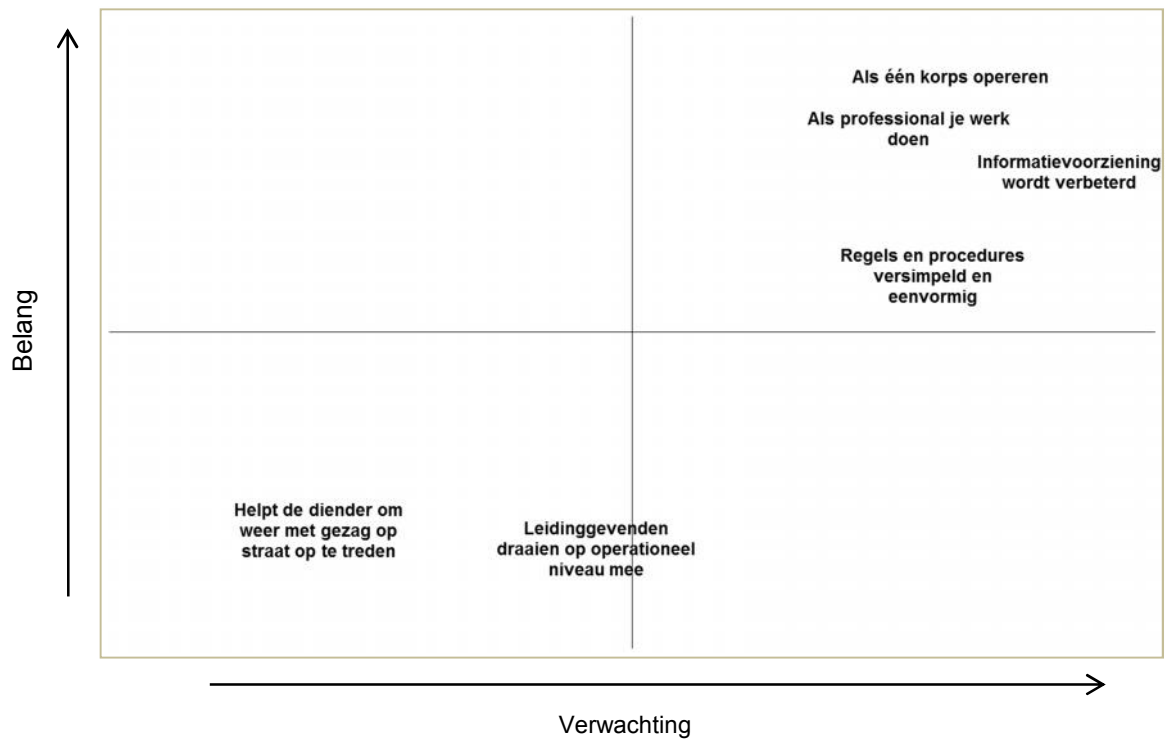 Als één korps opereren
Als professional je werk
doen
Informatievoorziening
wordt verbeterd
Regels en procedures
versimpeld en
eenvormig
Belang
Helpt de diender om
weer met gezag op
straat op te treden
Leidinggevenden
draaien op operationeel
niveau mee
Verwachting